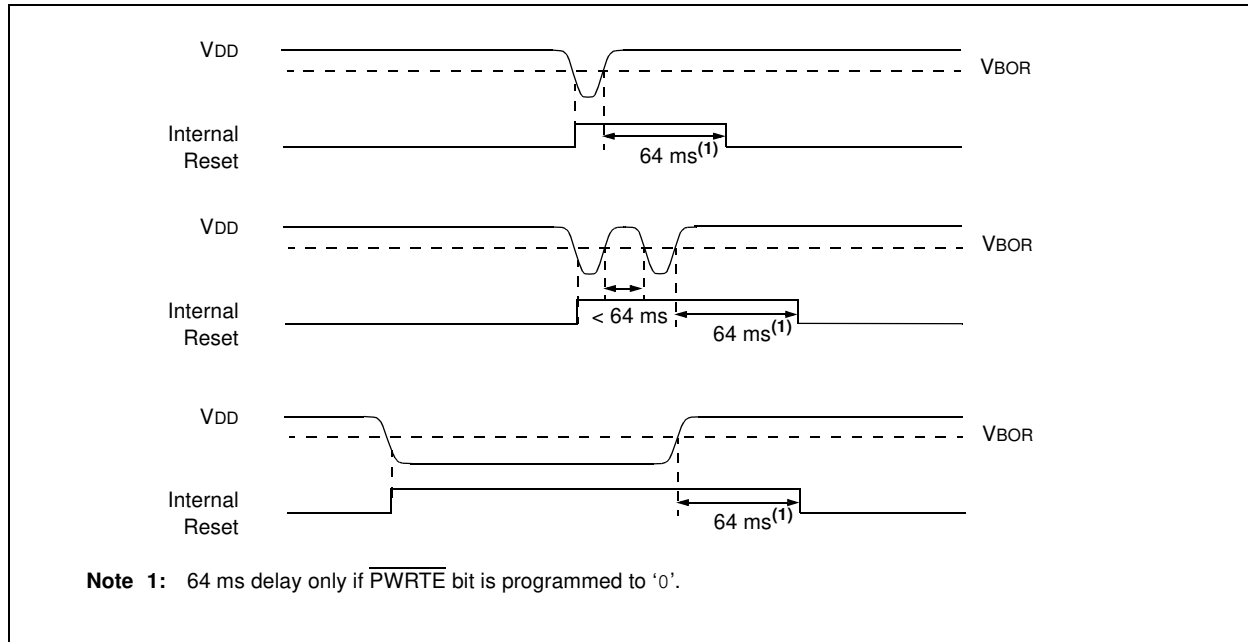 VDD
VBOR
Internal
Reset
64 ms(1)
VDD
VBOR
Internal
Reset
< 64 ms
64 ms(1)
VDD
VBOR
Internal
Reset
64 ms(1)
Note 1: 64 ms delay only if PWRTE bit is programmed to ‘0’.